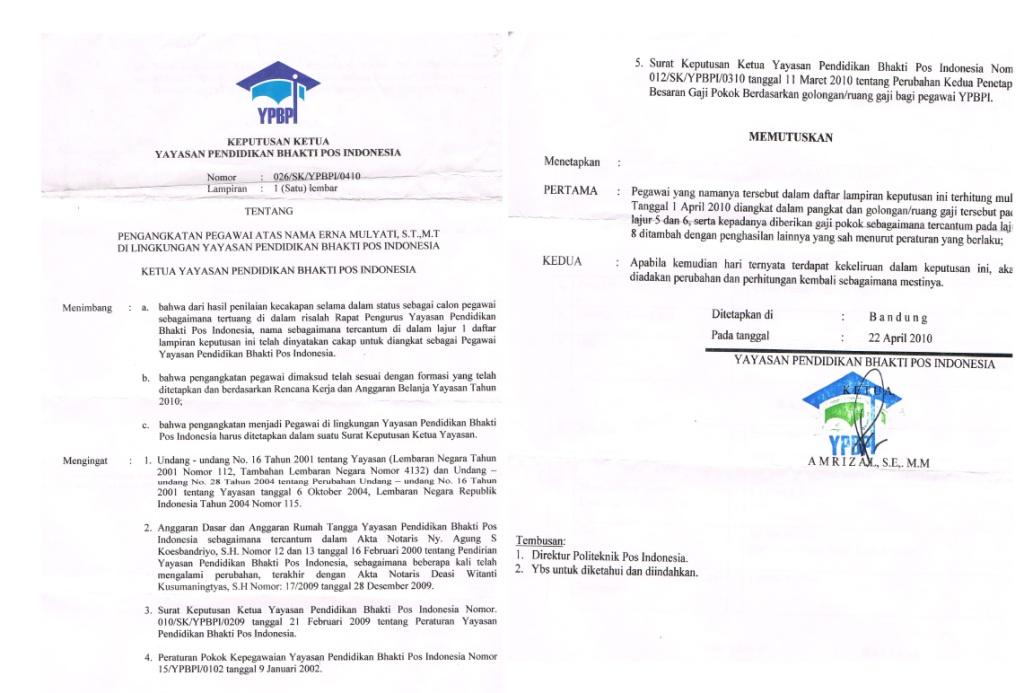 YPBPI
KEPUTUSAN KETUA
YAYASAN PENDIDIKAN BHAKTI POS INDONESIA
Nomor : 026/SK/YPBPI/0410
Lampiran : 1 (Satu) lembar
TENTANG
PENGANGKATAN PEGAWAI ATAS NAMA ERNA MULYATI, S.T.,M.T
DI LINGKUNGAN YAYASAN PENDIDIKAN BHAKTI POS INDONESIA
KETUA YAYASAN PENDIDIKAN BHAKTI POS INDONESIA
Menimbang : a. bahwa dari hasil penilaian kecakapan selama dalam status sebagai calon pegawai
sebagaimana tertuang di dalam risalah Rapat Pengurus Yayasan Pendidikan
Bhakti Pos Indonesia, nama sebagaimana tercantum di dalam lajur 1 daftar
lampiran keputusan ini telah dinyatakan cakap untuk diangkat sebagai Pegawai
Yayasan Pendidikan Bhakti Pos Indonesia.
b. bahwa pengangkatan pegawai dimaksud telah sesuai dengan formasi yang telah
ditetapkan dan berdasarkan Rencana Kerja dan Anggaran Belanja Yayasan Tahun
2010;
c. bahwa pengangkatan menjadi Pegawai di lingkungan Yayasan Pendidikan Bhakti
Pos Indonesia harus ditetapkan dalam suatu Surat Keputusan Ketua Yayasan.
Mengingat : 1. Undang - undang No. 16 Tahun 2001 tentang Yayasan (Lembaran Negara Tahun
2001 Nomor 112, Tambahan Lembaran Negara Nomor 4132) dan Undang –
undang No. 28 Tahun 2004 tentang Perubahan Undang – undang No. 16 Tahun
2001 tentang Yayasan tanggal 6 Oktober 2004, Lembaran Negara Republik
Indonesia Tahun 2004 Nomor 115.
2. Anggaran Dasar dan Anggaran Rumah Tangga Yayasan Pendidikan Bhakti Pos
Indonesia sebagaimana tercantum dalam Akta Notaris Ny. Agung S
Koesbandriyo, S.H. Nomor 12 dan 13 tanggal 16 Februari 2000 tentang Pendirian
Yayasan Pendidikan Bhakti Pos Indonesia, sebagaimana beberapa kali telah
mengalami perubahan, terakhir dengan Akta Notaris Deasi Witanti
Kusumaningtyas, S.H Nomor: 17/2009 tanggal 28 Desember 2009.
3. Surat Keputusan Ketua Yayasan Pendidikan Bhakti Pos Indonesia Nomor.
010/SK/YPBPI/0209 tanggal 21 Februari 2009 tentang Peraturan Yayasan
Pendidikan Bhakti Pos Indonesia.
4. Peraturan Pokok Kepegawaian Yayasan Pendidikan Bhakti Pos Indonesia Nomor
15/YPBPI/0102 tanggal 9 Januari 2002.
5. Surat Keputusan Ketua Yayasan Pendidikan Bhakti Pos Indonesia Nom
012/SK/YPBPI/0310 tanggal 11 Maret 2010 tentang Perubahan Kedua Penetap
Besaran Gaji Pokok Berdasarkan golongan/ruang gaji bagi pegawai YPBPI.
MEMUTUSKAN
Menetapkan :
PERTAMA : Pegawai yang namanya tersebut dalam daftar lampiran keputusan ini terhitung mul
Tanggal 1 April 2010 diangkat dalam pangkat dan golongan/ruang gaji tersebut pad
lajur 5 dan 6, serta kepadanya diberikan gaji pokok sebagaimana tercantum pada laj
8 ditambah dengan penghasilan lainnya yang sah menurut peraturan yang berlaku;
KEDUA : Apabila kemudian hari ternyata terdapat kekeliruan dalam keputusan ini, aka
diadakan perubahan dan perhitungan kembali sebagaimana mestinya.
Ditetapkan di : Bandung
Pada tanggal : 22 April 2010
YAYASAN PENDIDIKAN BHAKTI POS INDONESIA
KETUA
YPBPI
AMRIZAL, S.E,. M.M
Tembusan:
1. Direktur Politeknik Pos Indonesia.
2. Ybs untuk diketahui dan diindahkan.